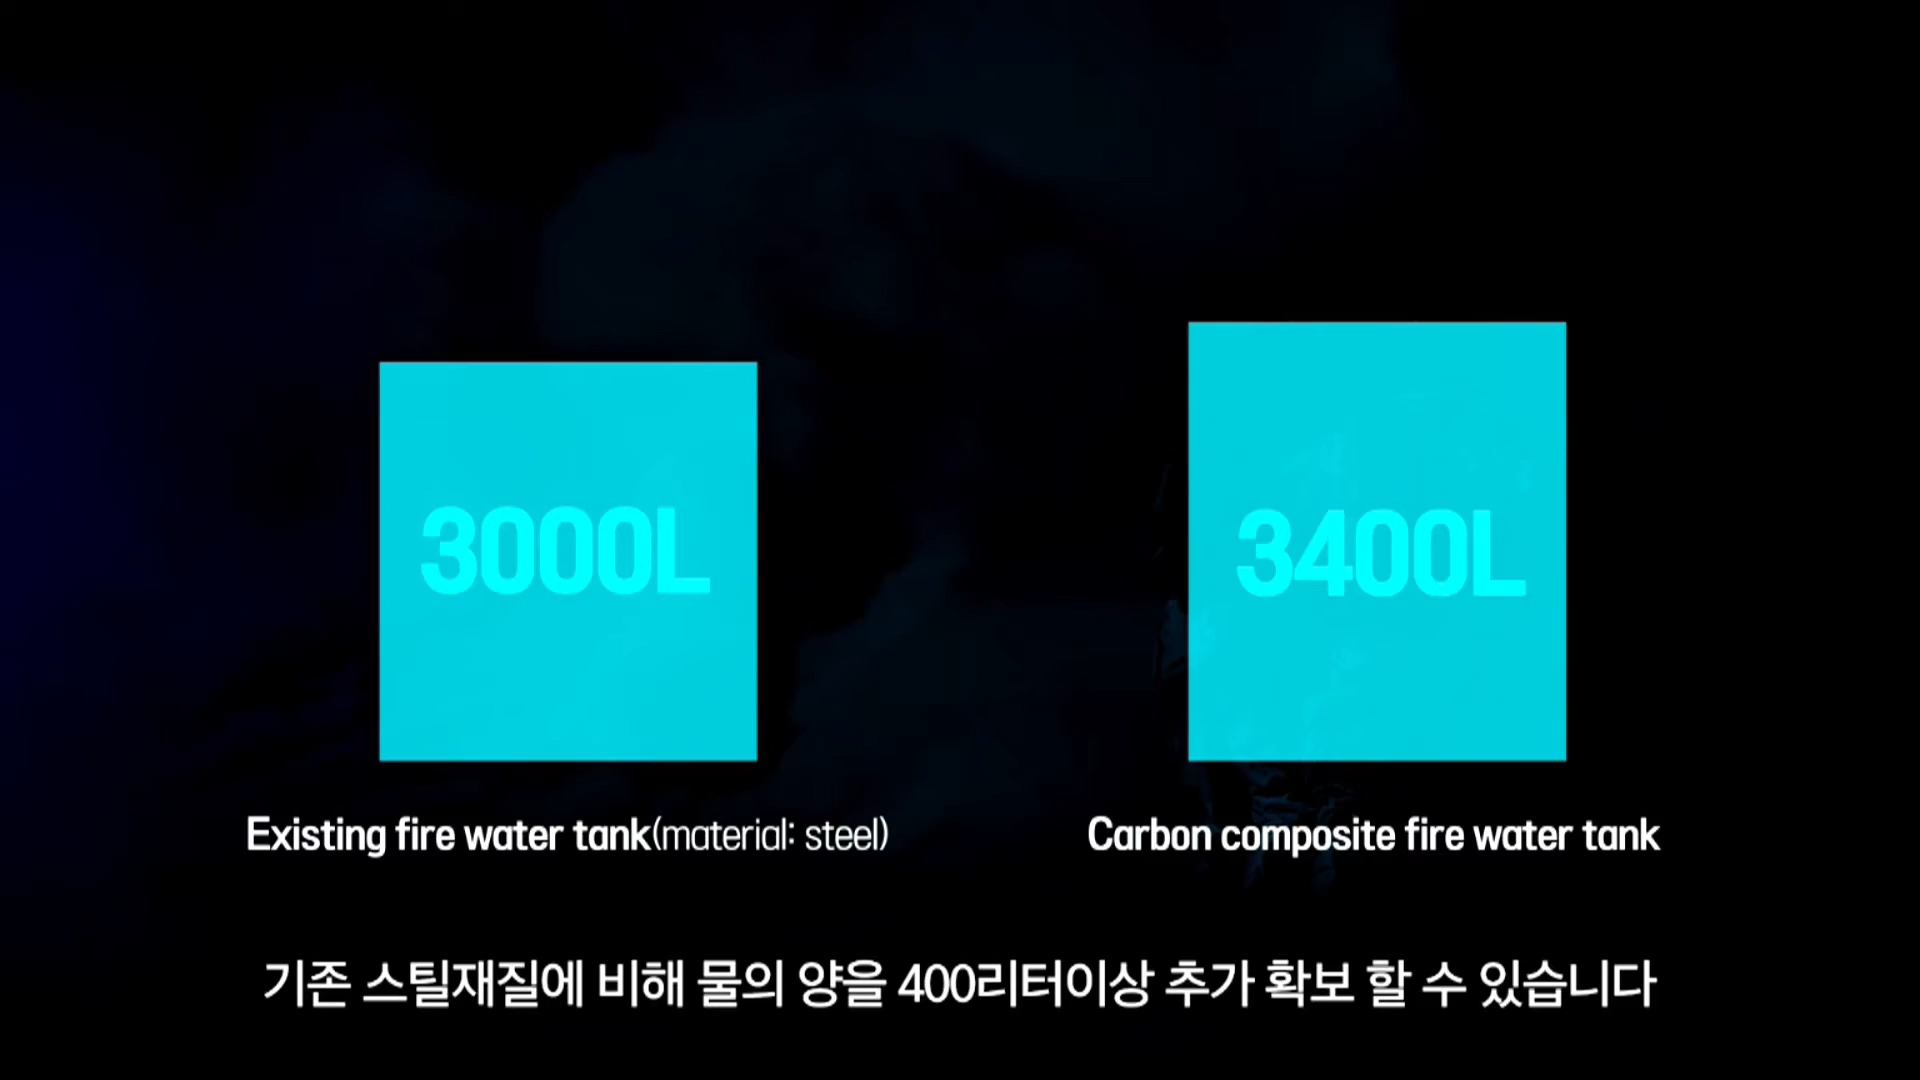 3000L
3400L
Existing fire water tank(material: steel)
Carbon composite fire water tank
기존 스틸재질에 비해 물의 양을 400리터이상 추가 확보 할 수 있습니다